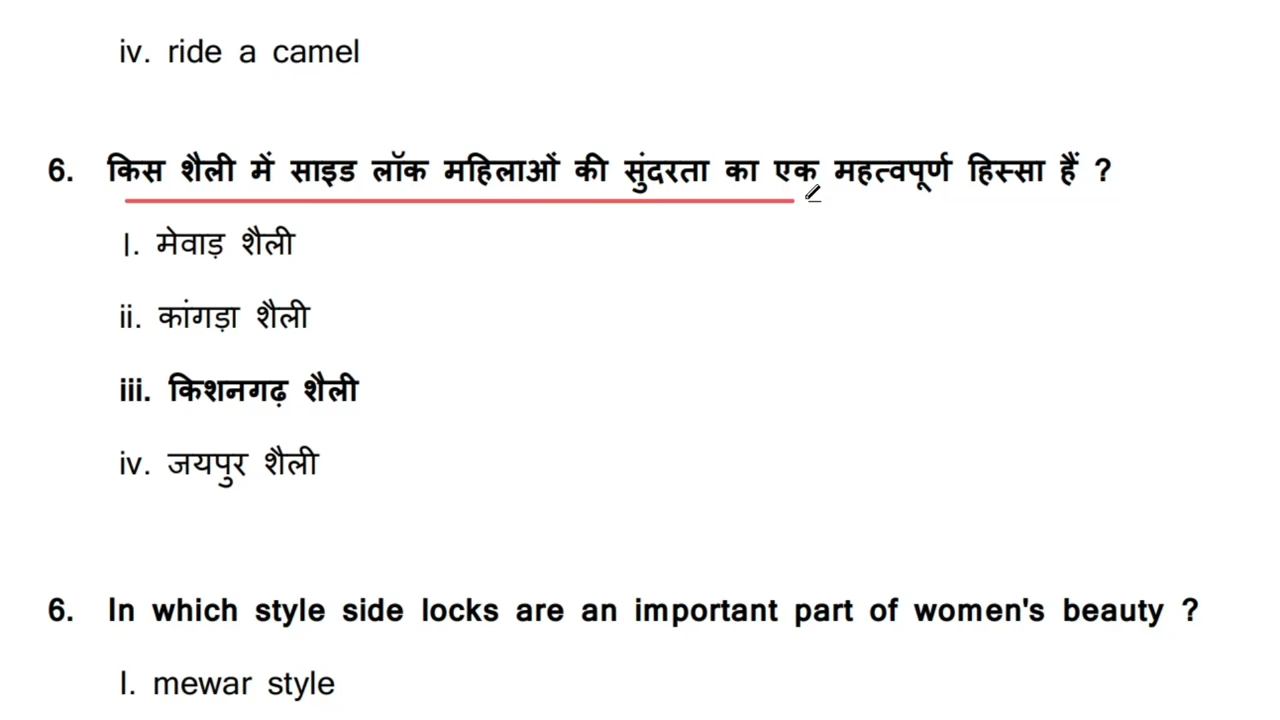 iv. ride a camel
6. किस शैली में साइड लॉक महिलाओं की सुंदरता का एक महत्वपूर्ण हिस्सा हैं ?
I. मेवाड़ शैली
ii. कांगड़ा शैली
iii. किशनगढ़ शैली
iv. जयपुर शैली
6. In which style side locks are an important part of women's beauty ?
I. mewar style